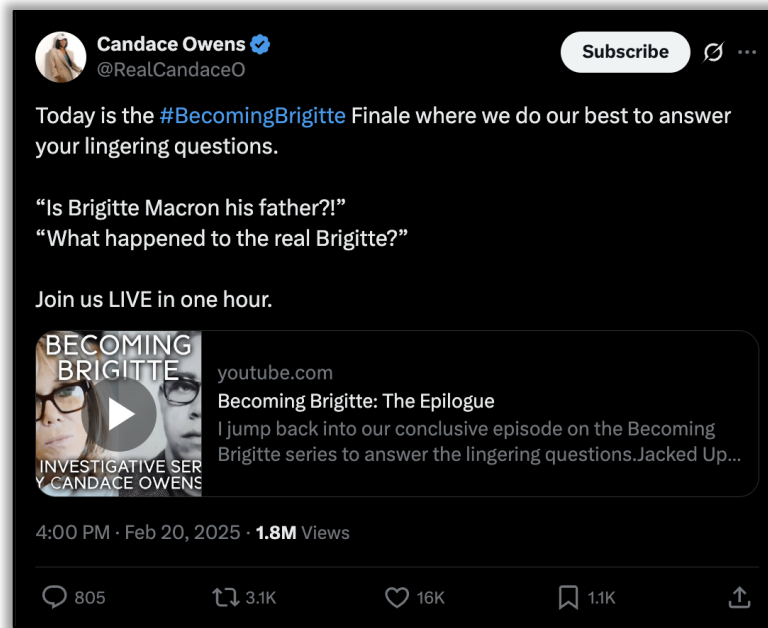 Candace Owens
@RealCandaceO
Subscribe
Today is the #BecomingBrigitte Finale where we do our best to answer
your lingering questions.
“Is Brigitte Macron his father?!”
“What happened to the real Brigitte?”
Join us LIVE in one hour.
BECOMING
BRIGITTE
INVESTIGATIVE SER
Y CANDACE OWENS
youtube.com
Becoming Brigitte: The Epilogue
I jump back into our conclusive episode on the Becoming
Brigitte series to answer the lingering questions.Jacked Up...
4:00 PM · Feb 20, 2025 · 1.8M Views
805
3.1K
16K
1.1K